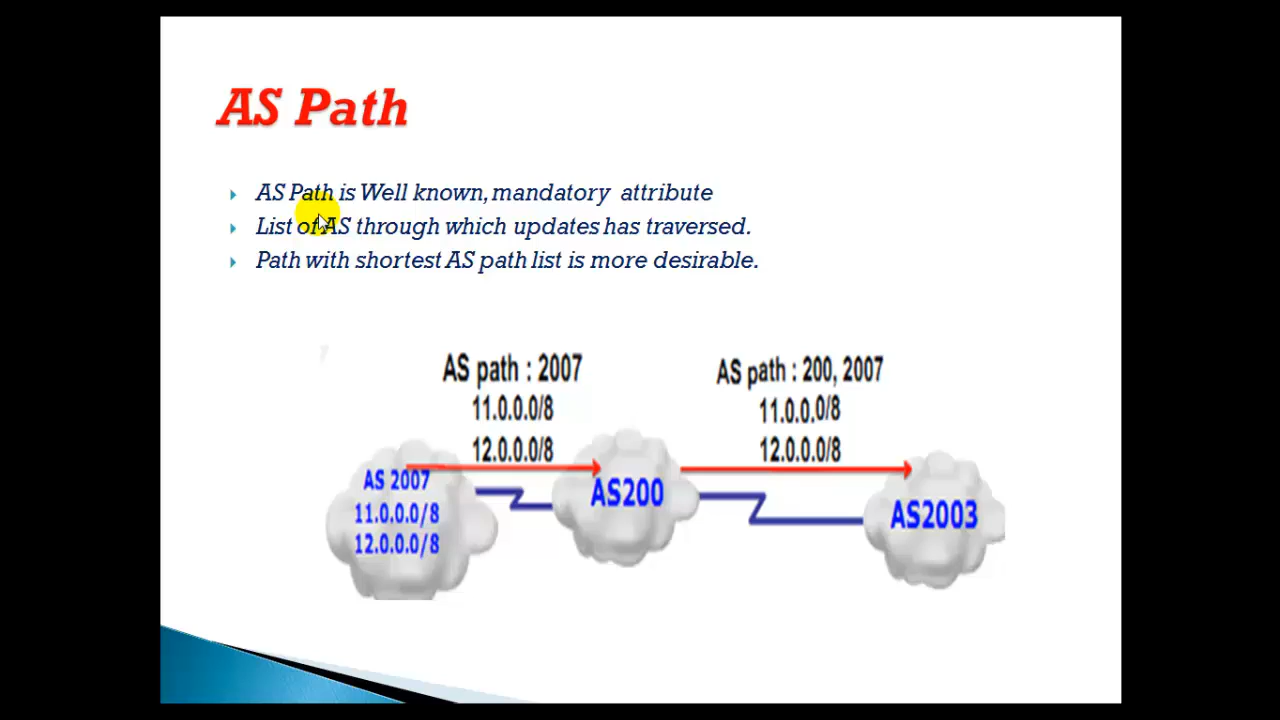 AS Path
AS Path is Well known, mandatory attribute
List of AS through which updates has traversed.
Path with shortest AS path list is more desirable.
AS path : 2007
11.0.0.0/8
12.0.0.0/8
AS path : 200, 2007
11.0.0.0/8
12.0.0.0/8
AS 2007
11.0.0.0/8
12.0.0.0/8
AS200
AS2003